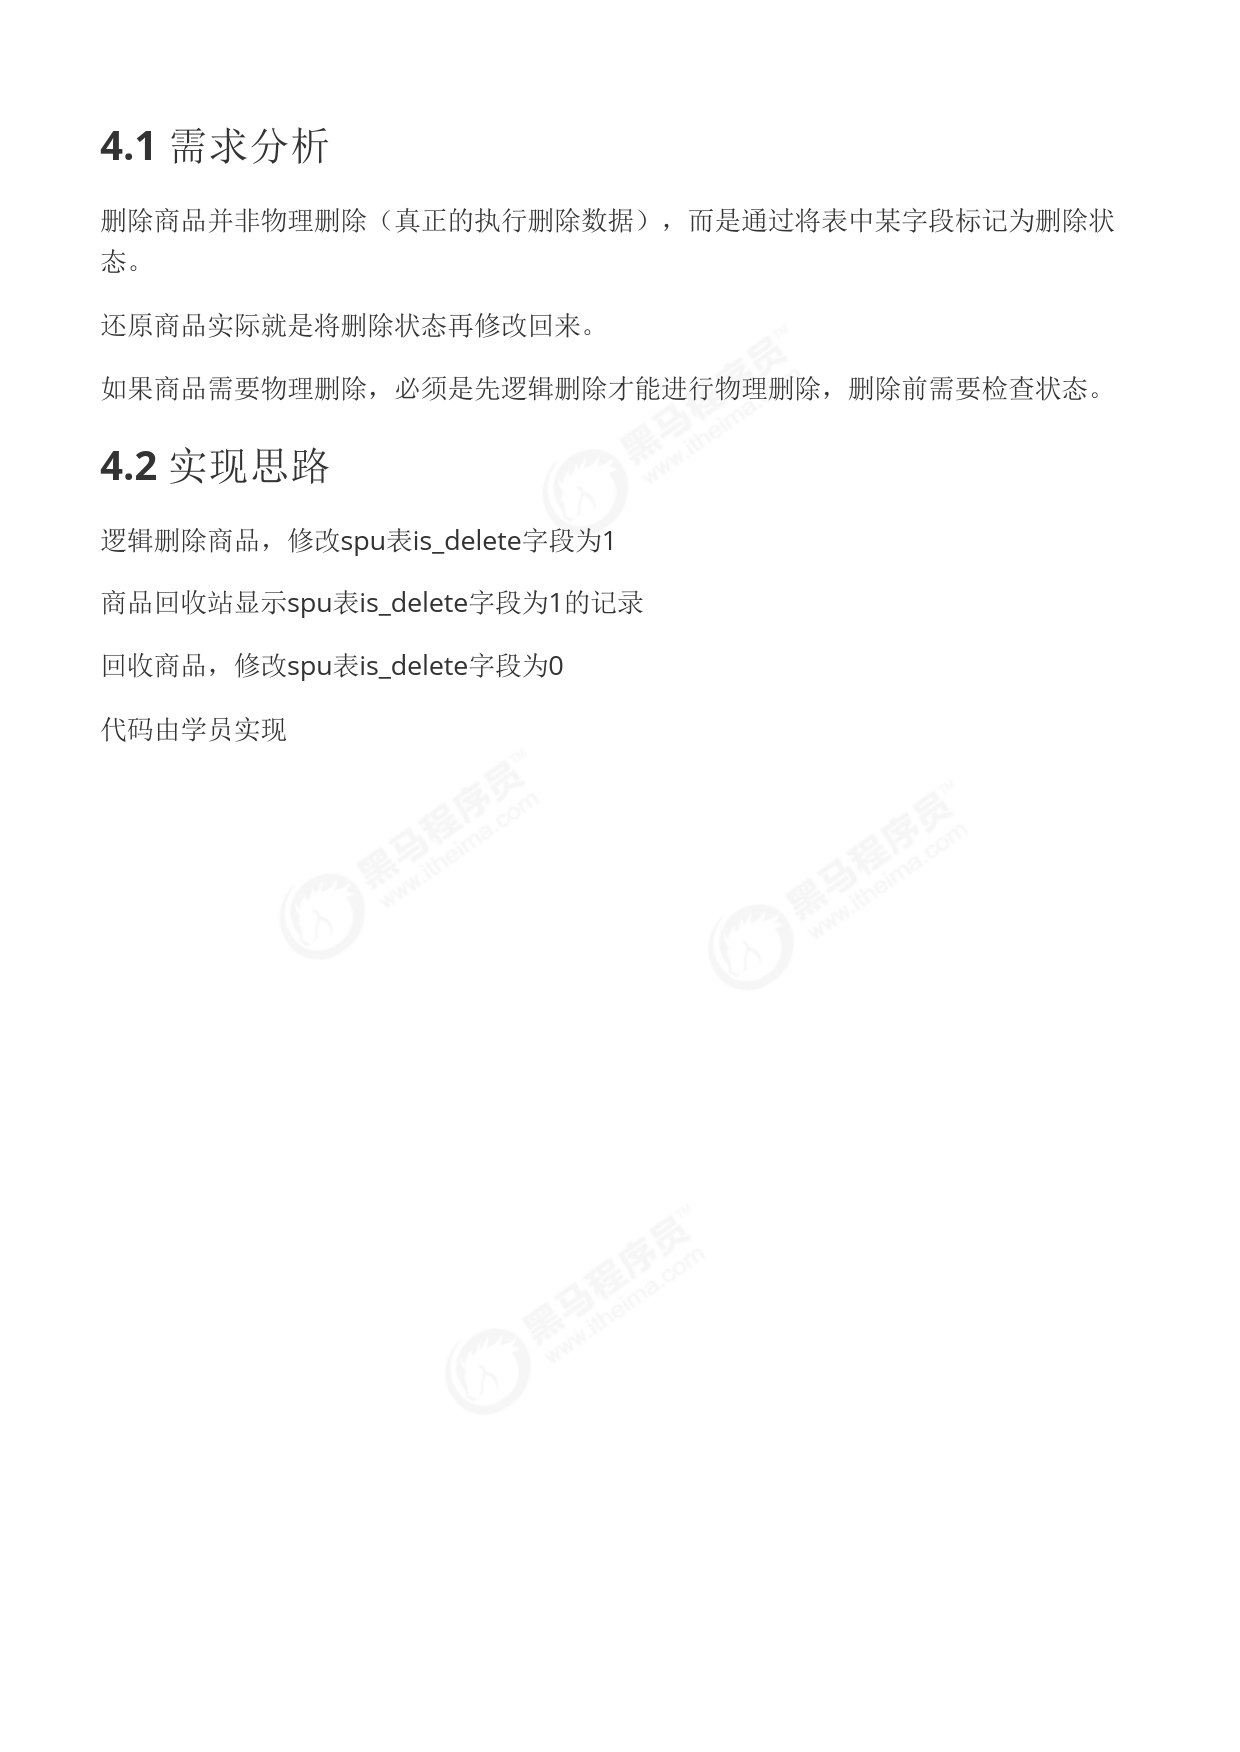 4.1 需求分析
删除商品并非物理删除（真正的执行删除数据），而是通过将表中某字段标记为删除状
态。
还原商品实际就是将删除状态再修改回来。
如果商品需要物理删除，必须是先逻辑删除才能进行物理删除，删除前需要检查状态。
4.2 实现思路
逻辑删除商品，修改spu表is_delete字段为1
商品回收站显示spu表is_delete字段为1的记录
回收商品，修改spu表is_delete字段为0
代码由学员实现
黑马程序员™
www.itheima.com
黑马程序员™
www.itheima.com
黑马程序员™
www.itheima.com
黑马程序员™
www.itheima.com